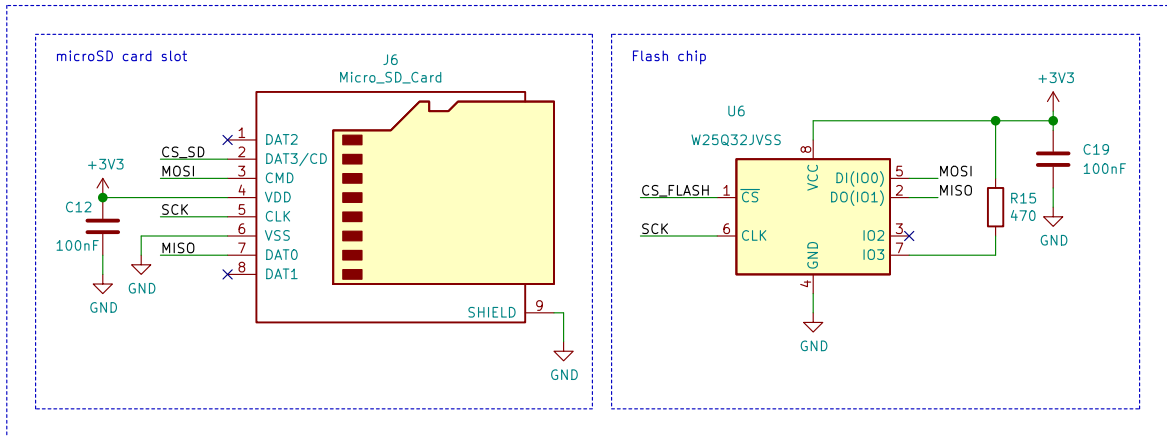 microSD card slot
J6
Micro_SD_Card
1 DAT2
CS_SD 2 DAT3/CD
MOSI 3 CMD
+3V3
4 VDD
C12
100nF
SCK 5 CLK
6 VSS
MISO 7 DAT0
8 DAT1
GND
GND
SHIELD 9
GND
Flash chip
+3V3
U6
W25Q32JVSS
8
VCC
C19
100nF
DI(IO0) 5 MOSI
CS_FLASH 1 CS
DO(IO1) 2 MISO
R15
470
SCK 6 CLK
IO2 3
IO3 7
GND
4
GND
GND